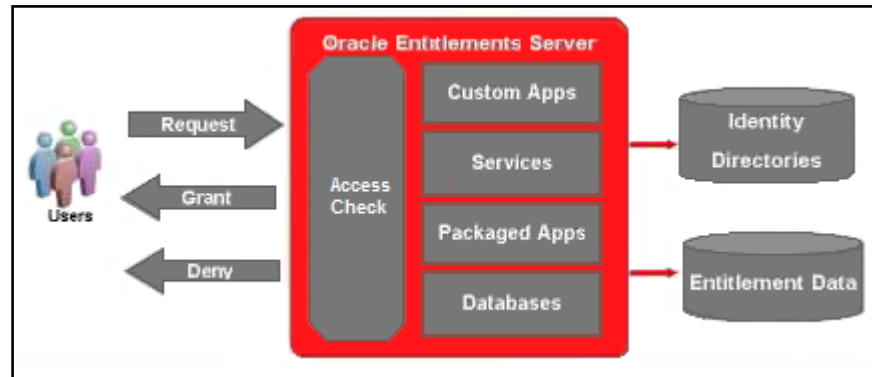 Oracle Entitlements Server
Request
Grant
Deny
Users
Access
Check
Custom Apps
Services
Packaged Apps
Databases
Identity
Directories
Entitlement Data